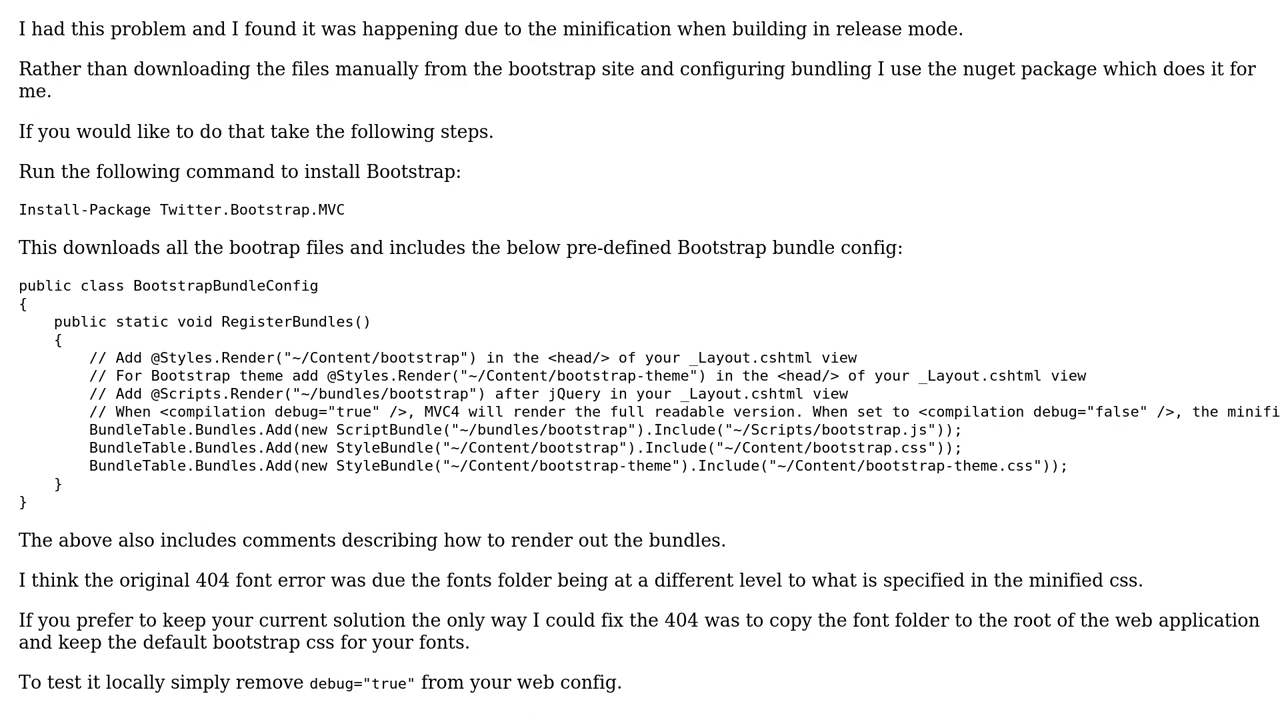 I had this problem and I found it was happening due to the minification when building in release mode.
Rather than downloading the files manually from the bootstrap site and configuring bundling I use the nuget package which does it for
me.
If you would like to do that take the following steps.
Run the following command to install Bootstrap:
Install-Package Twitter.Bootstrap.MVC
This downloads all the bootrap files and includes the below pre-defined Bootstrap bundle config:
public class BootstrapBundleConfig
{
    public static void RegisterBundles()
    {
        // Add @Styles.Render("~/Content/bootstrap") in the <head/> of your _Layout.cshtml view
        // For Bootstrap theme add @Styles.Render("~/Content/bootstrap-theme") in the <head/> of your _Layout.cshtml view
        // Add @Scripts.Render("~/bundles/bootstrap") after jQuery in your _Layout.cshtml view
        // When <compilation debug="true" />, MVC4 will render the full readable version. When set to <compilation debug="false" />, the minifi
        BundleTable.Bundles.Add(new ScriptBundle("~/bundles/bootstrap").Include("~/Scripts/bootstrap.js"));
        BundleTable.Bundles.Add(new StyleBundle("~/Content/bootstrap").Include("~/Content/bootstrap.css"));
        BundleTable.Bundles.Add(new StyleBundle("~/Content/bootstrap-theme").Include("~/Content/bootstrap-theme.css"));
    }
}
The above also includes comments describing how to render out the bundles.
I think the original 404 font error was due the fonts folder being at a different level to what is specified in the minified css.
If you prefer to keep your current solution the only way I could fix the 404 was to copy the font folder to the root of the web application
and keep the default bootstrap css for your fonts.
To test it locally simply remove debug="true" from your web config.